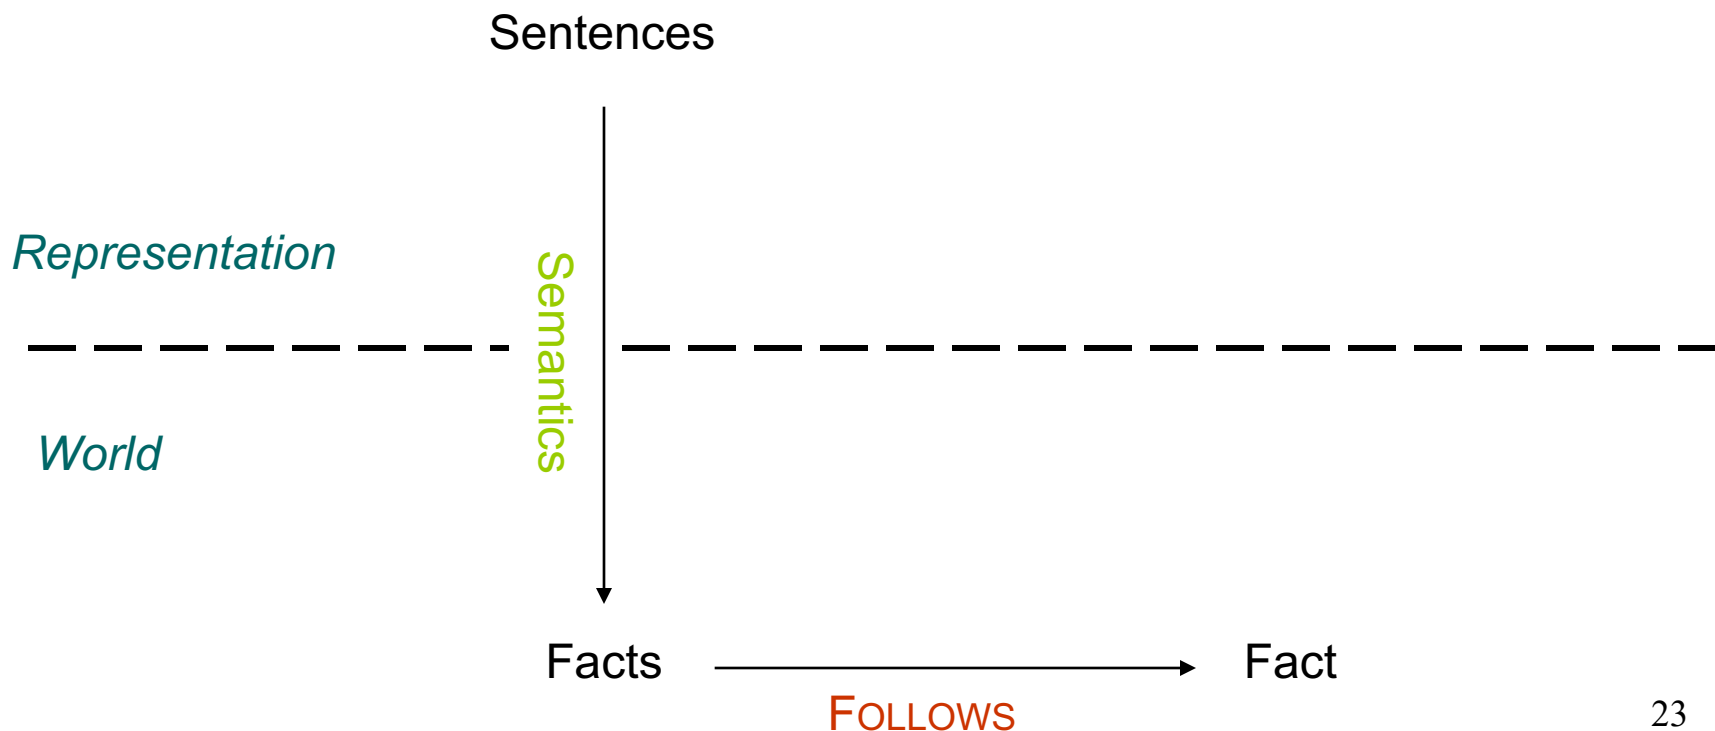 Sentences
Representation
Semantics
World
Facts
Fact
FOLLOWS
23